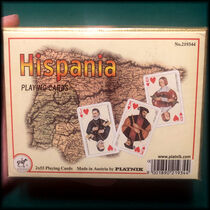 No.219344
Hispania
PLAYING CARDS
2x55 Playing Cards Made in Austria by PIATNIK
www.piatnik.com